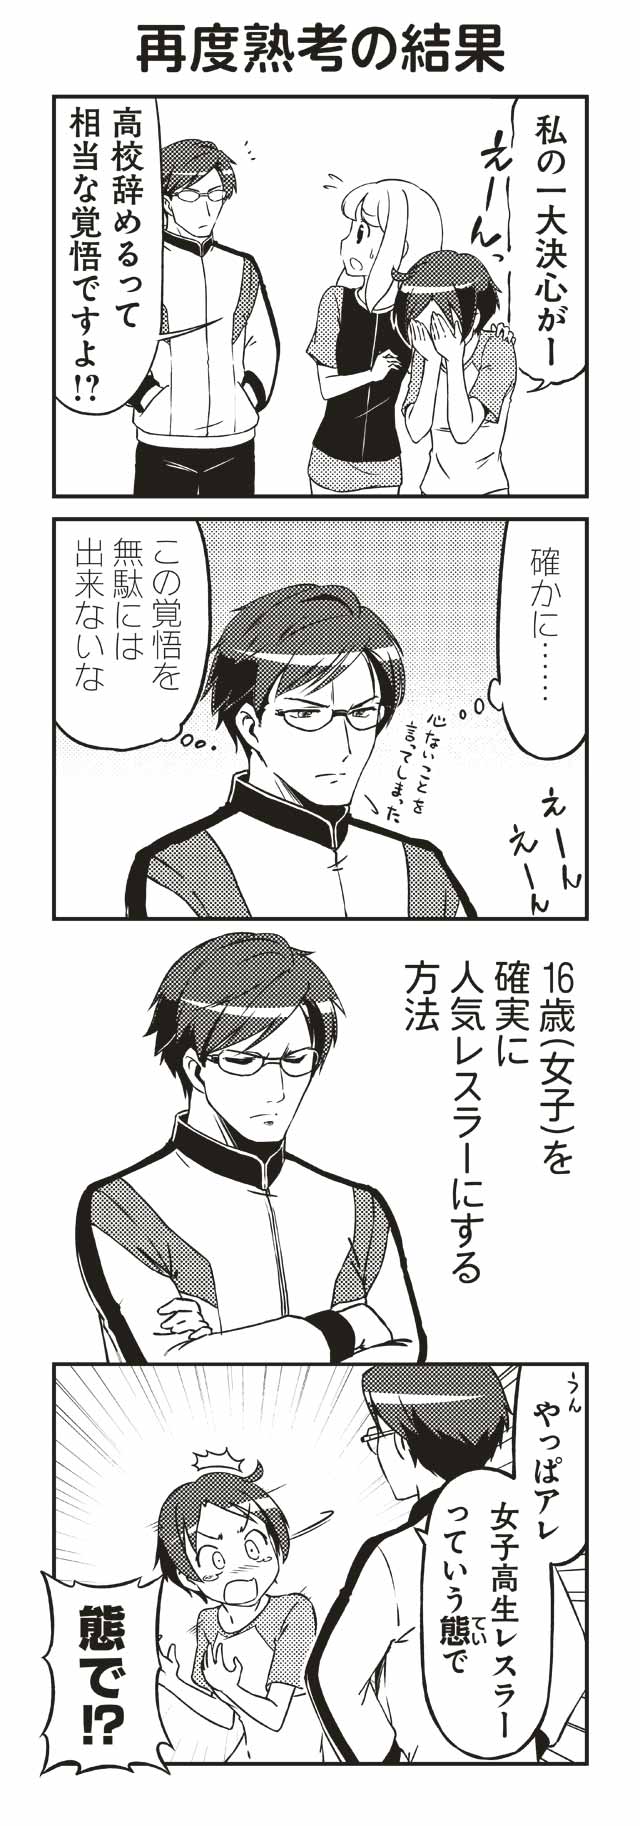 再度熟考の結果
私の一大決心がー
えーーんっ
高校辞めるって
相当な覚悟ですよ!?
確かに……
この覚悟を
無駄には
出来ないな
心ないことを
言ってしまった
えーーん
えーーん
16歳(女子)を
確実に
人気レスラーにする
方法
うん
やっぱアレ
女子高生レスラー
っていう態で
てい
態で!?